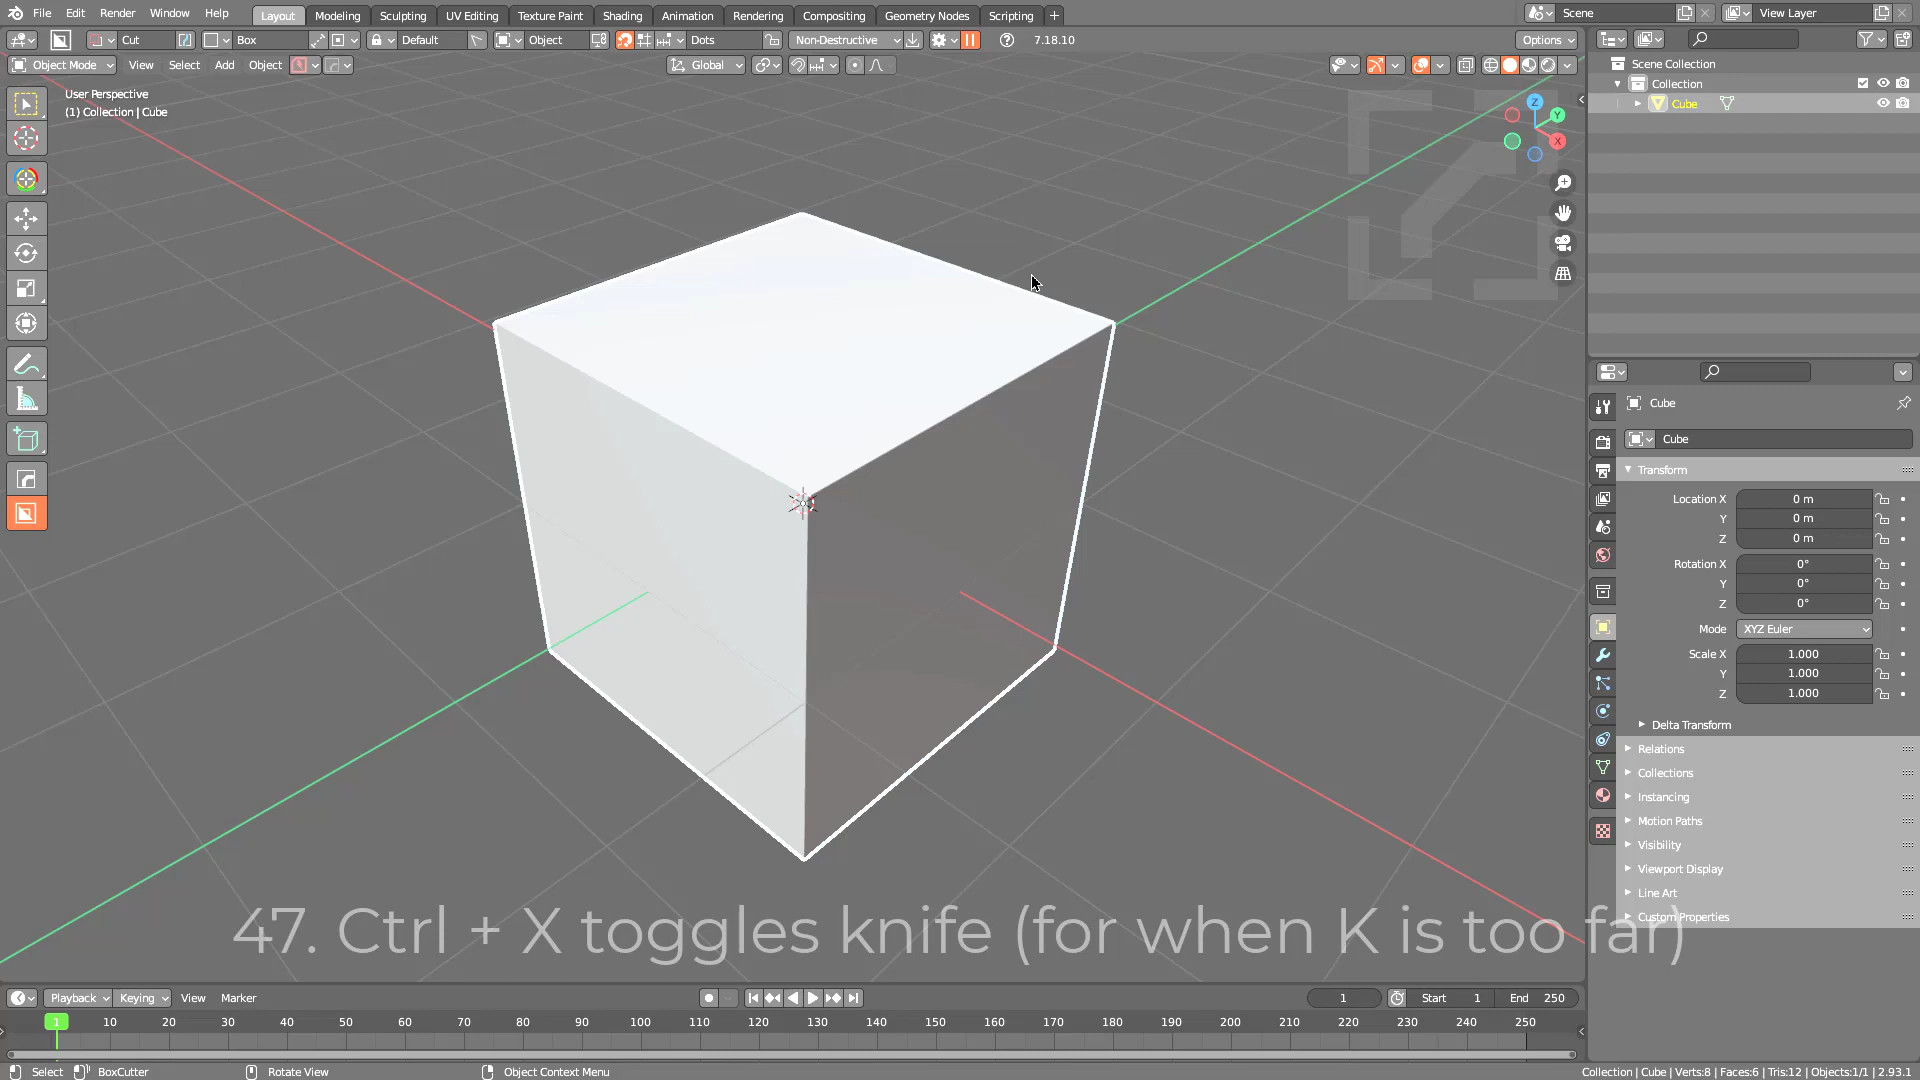 File Edit Render Window Help Layout Modeling Sculpting UV Editing Texture Paint Shading Animation Rendering Compositing Geometry Nodes Scripting + Scene View Layer
Cut Box Default Object Dots Non-Destructive 7.18.10 Options
Object Mode View Select Add Object Global
User Perspective
(1) Collection | Cube
Z
Y
X
Scene Collection
Collection
Cube
Cube
Cube
Transform
Location X 0 m
Y 0 m
Z 0 m
Rotation X 0°
Y 0°
Z 0°
Mode XYZ Euler
Scale X 1.000
Y 1.000
Z 1.000
Delta Transform
Relations
Collections
Instancing
Motion Paths
Visibility
Viewport Display
Line Art
Custom Properties
47. Ctrl + X toggles knife (for when K is too far)
Playback Keying View Marker 1 Start 1 End 250
1 10 20 30 40 50 60 70 80 90 100 110 120 130 140 150 160 170 180 190 200 210 220 230 240 250
Select BoxCutter Rotate View Object Context Menu Collection | Cube | Verts:8 | Faces:6 | Tris:12 | Objects:1/1 | 2.93.1